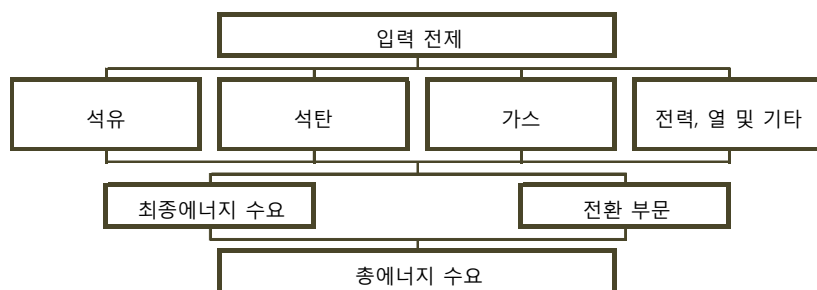 입력 전제
석유
석탄
가스
전력, 열 및 기타
최종에너지 수요
전환 부문
총에너지 수요